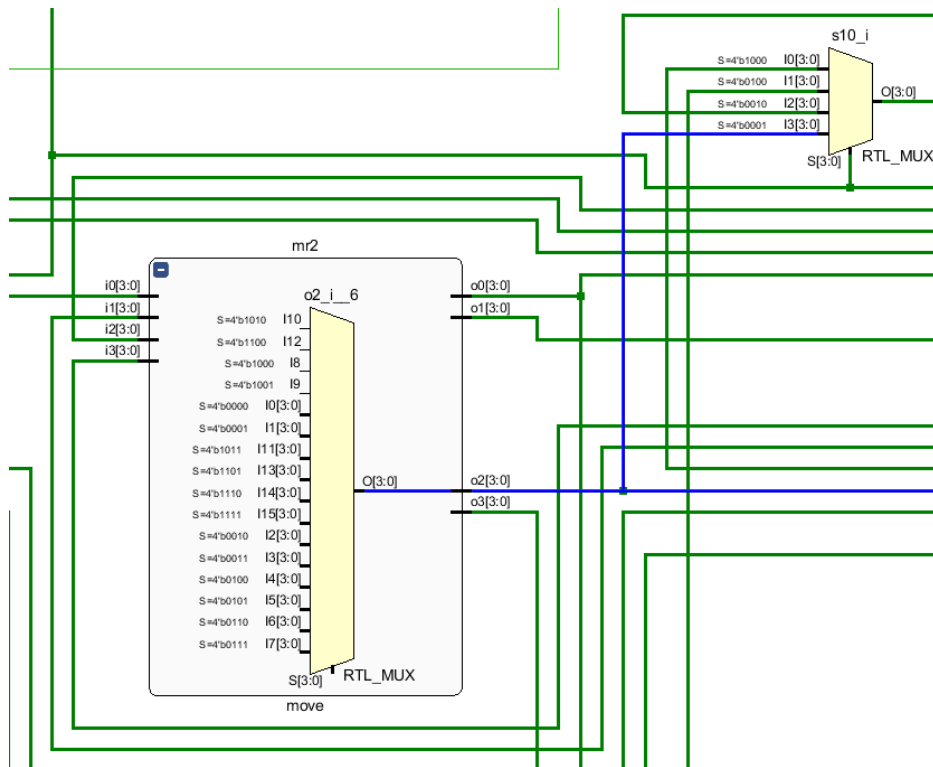 s10_i
S=4'b1000 I0[3:0]
S=4'b0100 I1[3:0]
S=4'b0010 I2[3:0]
S=4'b0001 I3[3:0]
O[3:0]
S[3:0]
RTL_MUX
mr2
i0[3:0]
i1[3:0]
i2[3:0]
i3[3:0]
o0[3:0]
o1[3:0]
o2_i__6
S=4'b1010 I10
S=4'b1100 I12
S=4'b1000 I8
S=4'b1001 I9
S=4'b0000 I0[3:0]
S=4'b0001 I1[3:0]
S=4'b1011 I11[3:0]
S=4'b1101 I13[3:0]
S=4'b1110 I14[3:0]
S=4'b1111 I15[3:0]
S=4'b0010 I2[3:0]
S=4'b0011 I3[3:0]
S=4'b0100 I4[3:0]
S=4'b0101 I5[3:0]
S=4'b0110 I6[3:0]
S=4'b0111 I7[3:0]
O[3:0]
o2[3:0]
o3[3:0]
S[3:0]
RTL_MUX
move